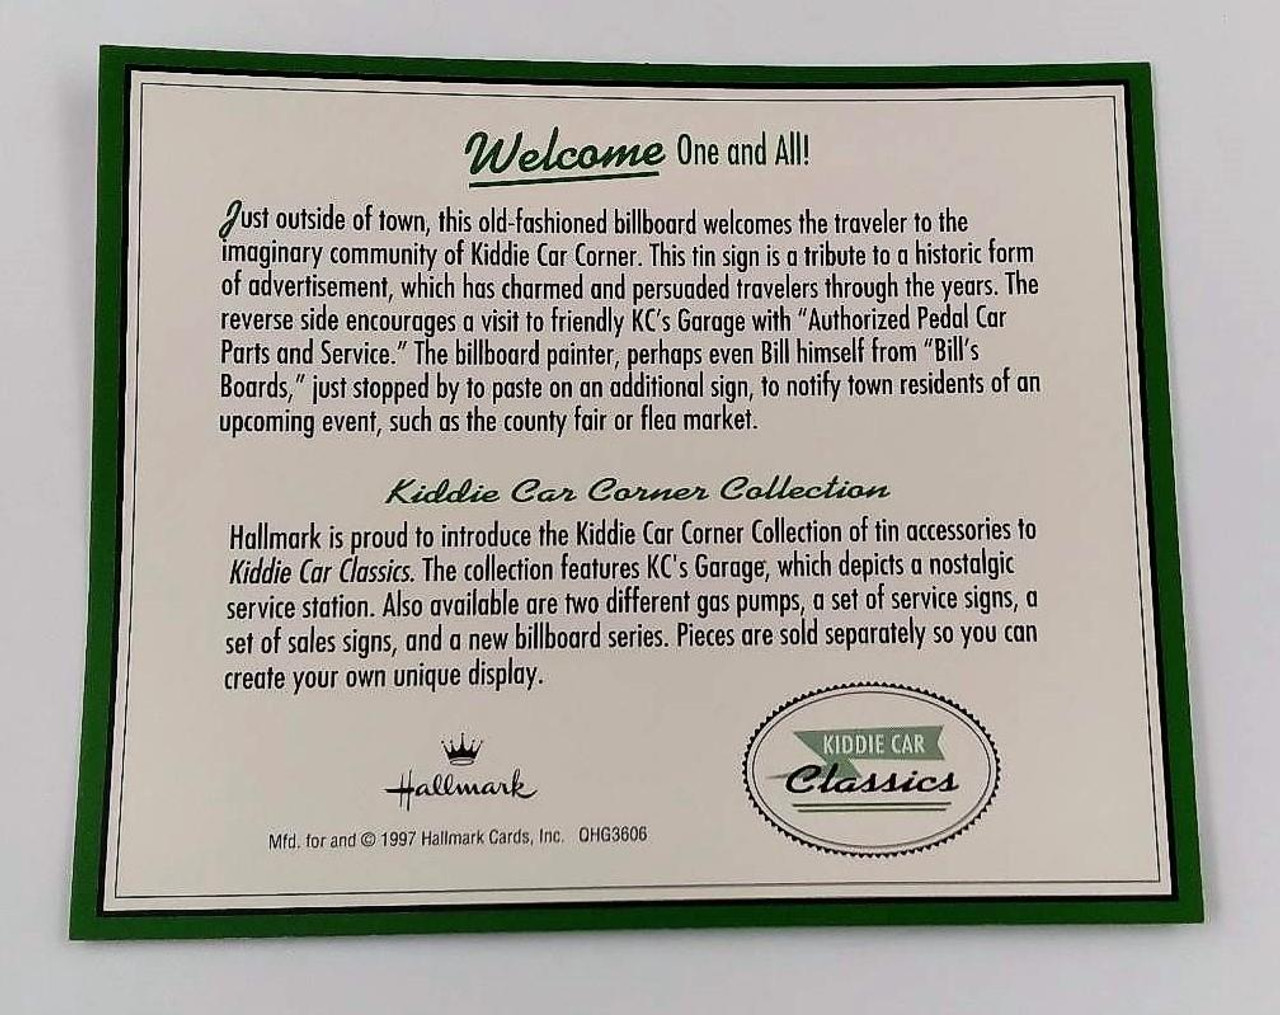 Welcome One and All!
Just outside of town, this old-fashioned billboard welcomes the traveler to the
imaginary community of Kiddie Car Corner. This tin sign is a tribute to a historic form
of advertisement, which has charmed and persuaded travelers through the years. The
reverse side encourages a visit to friendly KC's Garage with "Authorized Pedal Car
Parts and Service." The billboard painter, perhaps even Bill himself from "Bill's
Boards," just stopped by to paste on an additional sign, to notify town residents of an
upcoming event, such as the county fair or flea market.
Kiddie Car Corner Collection
Hallmark is proud to introduce the Kiddie Car Corner Collection of tin accessories to
Kiddie Car Classics. The collection features KC's Garage, which depicts a nostalgic
service station. Also available are two different gas pumps, a set of service signs, a
set of sales signs, and a new billboard series. Pieces are sold separately so you can
create your own unique display.
Hallmark
Mfd. for and © 1997 Hallmark Cards, Inc. QHG3606
KIDDIE CAR
Classics